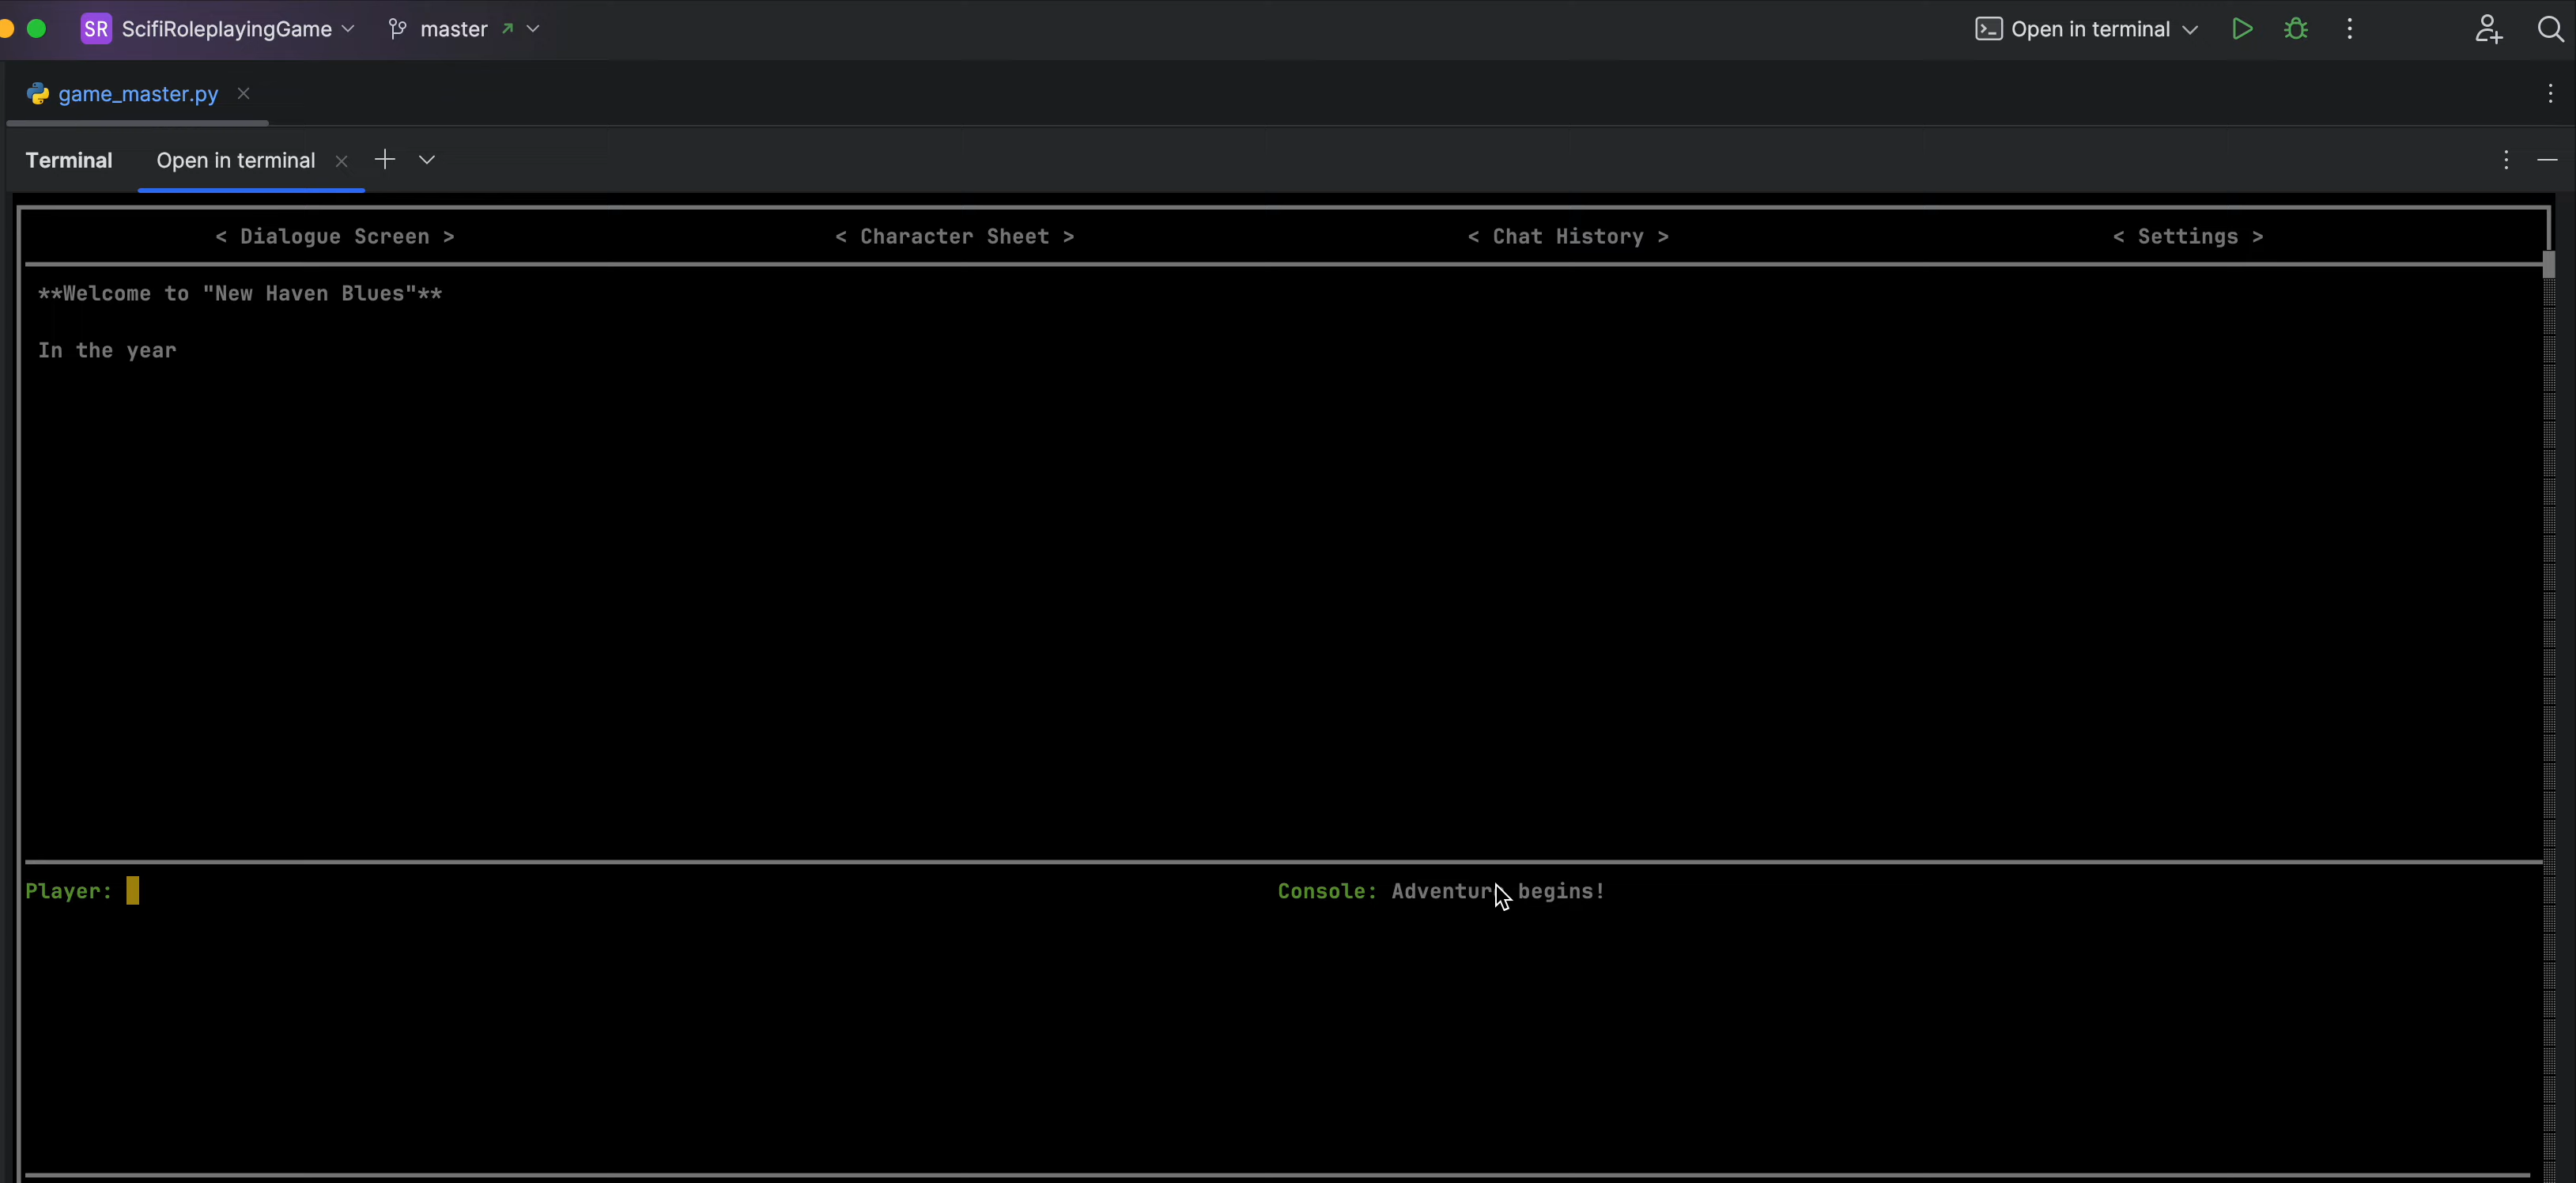 SR ScifiRoleplayingGame master Open in terminal
game_master.py
Terminal Open in terminal
< Dialogue Screen > < Character Sheet > < Chat History > < Settings >
**Welcome to "New Haven Blues"**
In the year
Player: Console: Adventure begins!